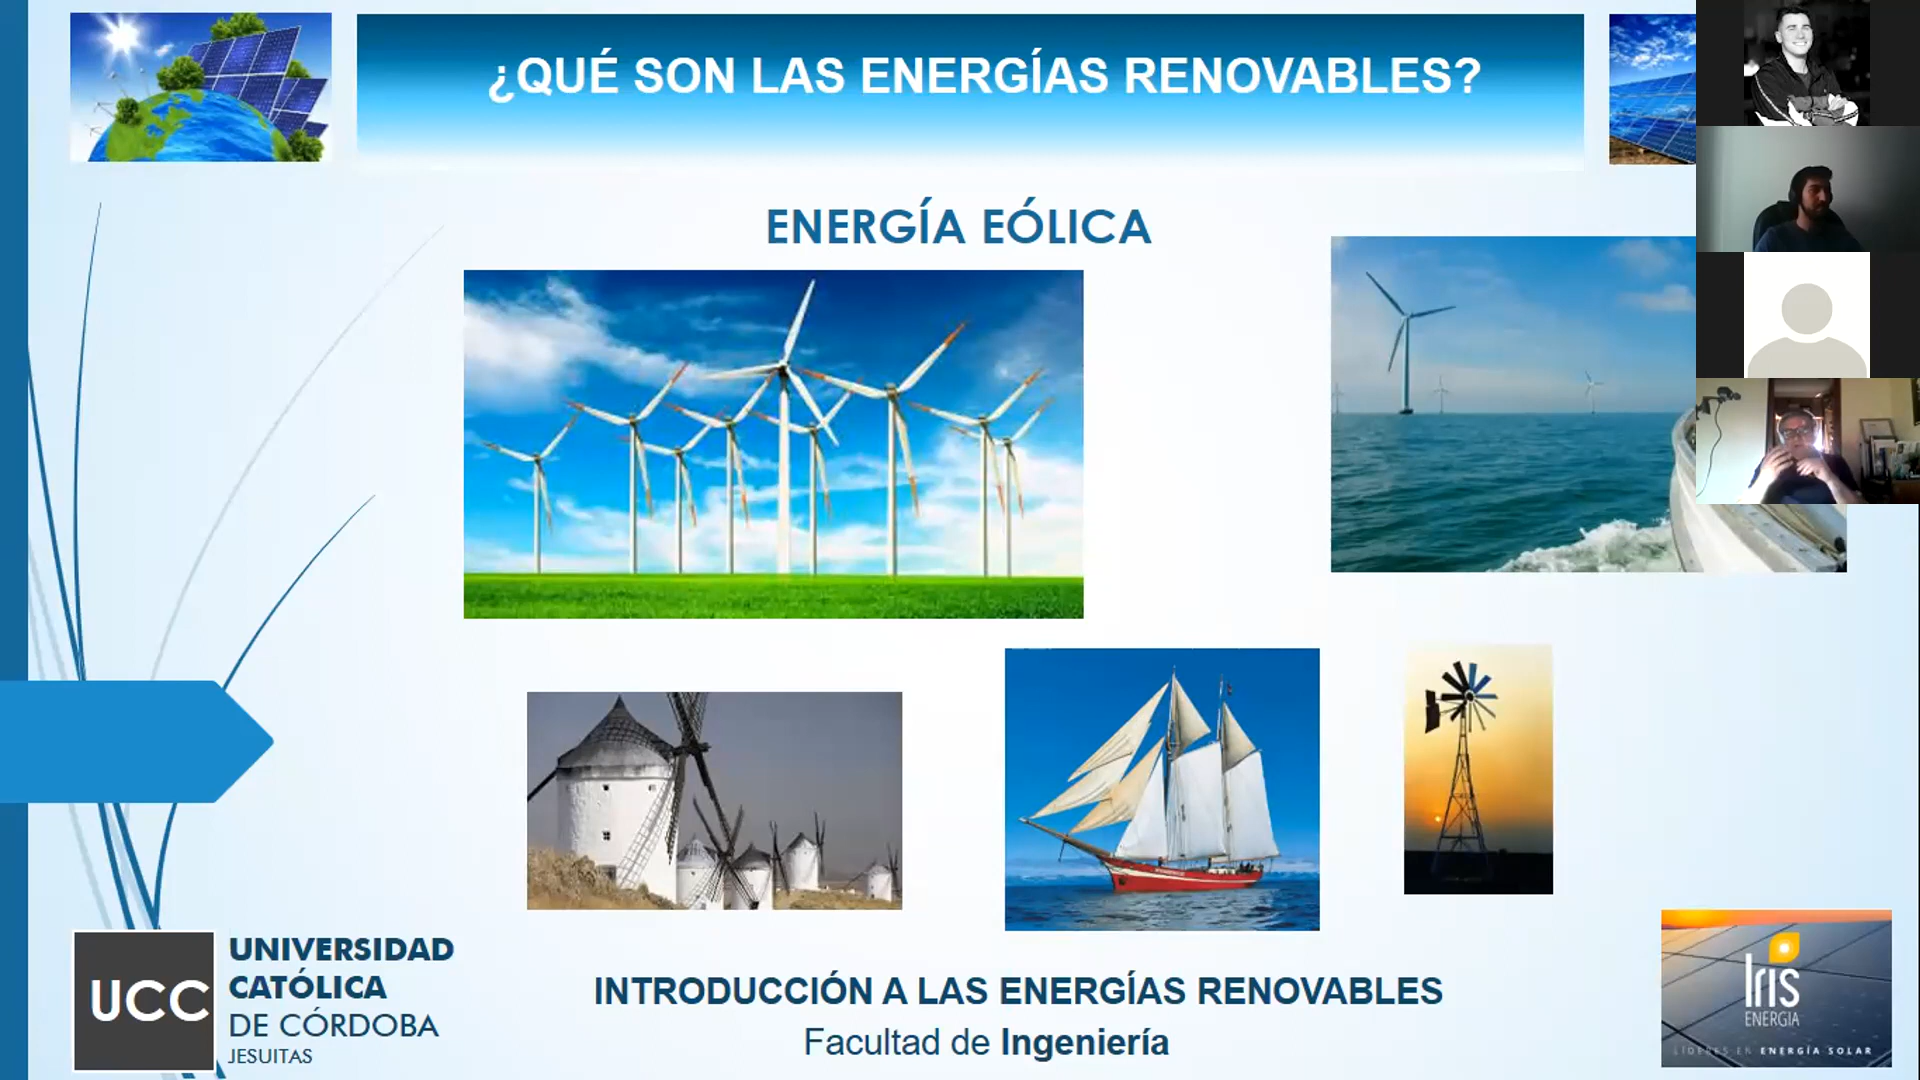 ¿QUÉ SON LAS ENERGÍAS RENOVABLES?
ENERGÍA EÓLICA
UCC
UNIVERSIDAD
CATÓLICA
DE CÓRDOBA
JESUITAS
INTRODUCCIÓN A LAS ENERGÍAS RENOVABLES
Facultad de Ingeniería
Iris
ENERGIA
LÍDERES EN ENERGÍA SOLAR